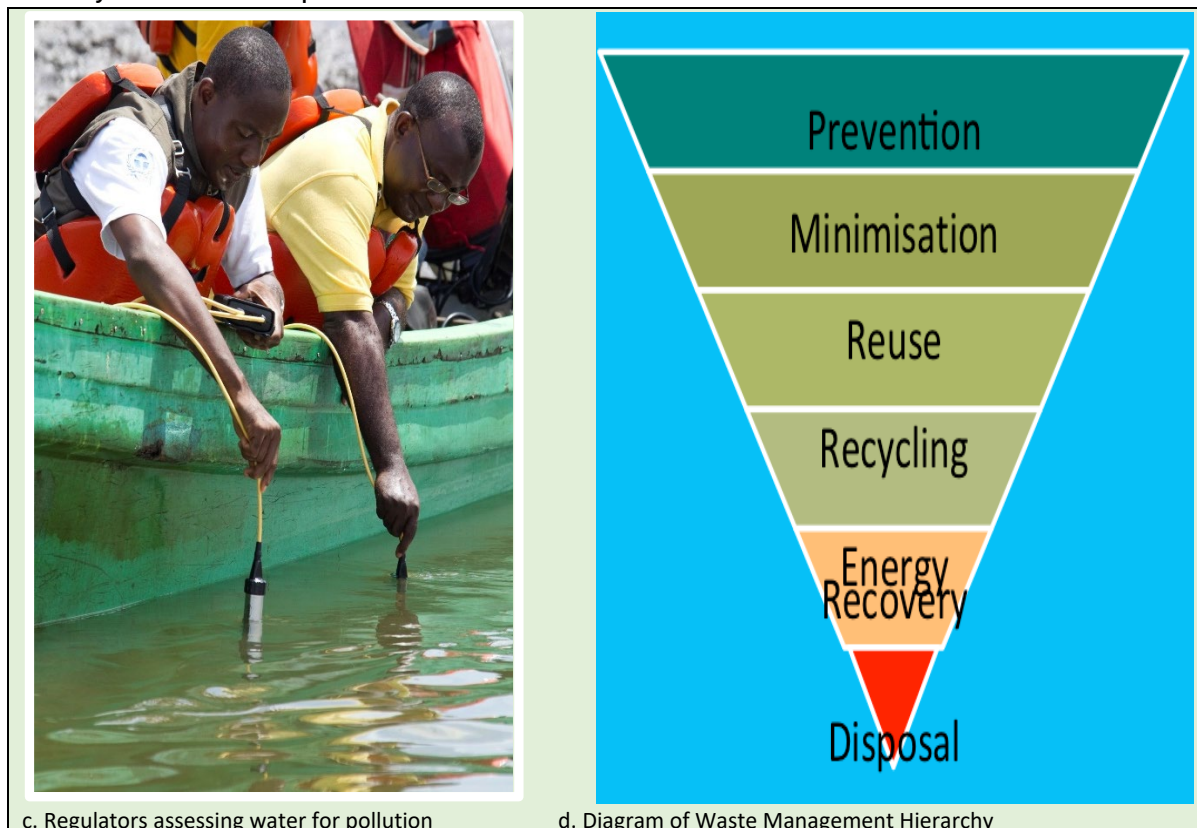 Prevention
Minimisation
Reuse
Recycling
Energy
Recovery
Disposal
c. Regulators assessing water for pollution
d. Diagram of Waste Management Hierarchy